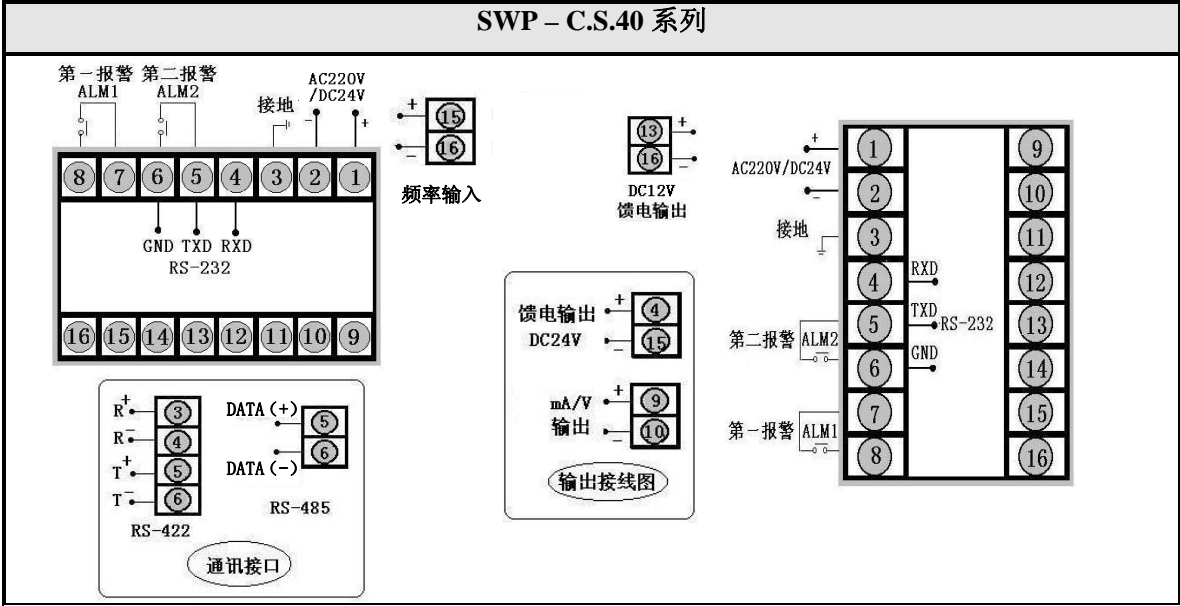 SWP – C.S.40 系列
第一报警 第二报警
ALM1 ALM2
AC220V
/DC24V
接地
- +
8 7 6 5 4 3 2 1
GND TXD RXD
RS-232
16 15 14 13 12 11 10 9
+ 15
- 16
频率输入
13 +
16 -
DC12V
馈电输出
+
AC220V/DC24V
-
接地
1 9
2 10
3 11
4 RXD 12
5 TXD RS-232 13
6 GND 14
7 15
8 16
第二报警 ALM2
第一报警 ALM1
R+ 3
R- 4
T+ 5
T- 6
RS-422
DATA(+) 5
DATA(-) 6
RS-485
通讯接口
馈电输出 + 4
DC24V - 15
mA/V + 9
输出 - 10
输出接线图